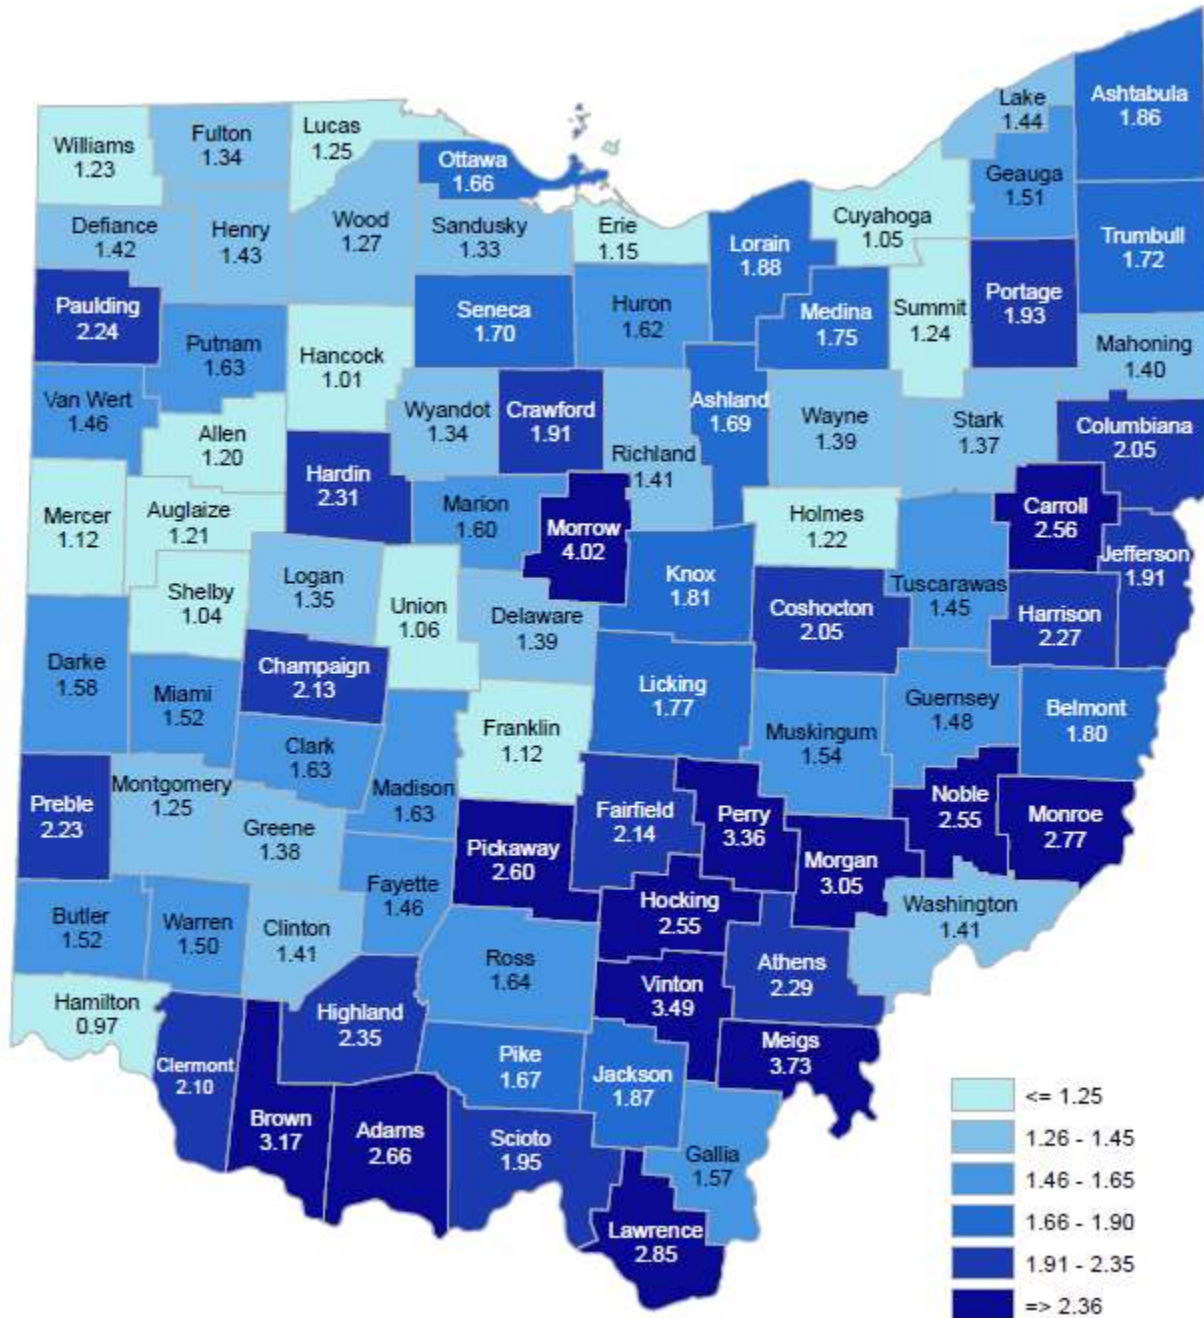 Ashtabula
1.86
Lake
1.44
Lucas
1.25
Fulton
1.34
Williams
1.23
Ottawa
1.66
Geauga
1.51
Cuyahoga
1.05
Defiance
1.42
Henry
1.43
Wood
1.27
Sandusky
1.33
Erie
1.15
Lorain
1.88
Trumbull
1.72
Paulding
2.24
Putnam
1.63
Hancock
1.01
Seneca
1.70
Huron
1.62
Medina
1.75
Summit
1.24
Portage
1.93
Mahoning
1.40
Van Wert
1.46
Allen
1.20
Wyandot
1.34
Crawford
1.91
Richland
1.41
Ashland
1.69
Wayne
1.39
Stark
1.37
Columbiana
2.05
Mercer
1.12
Auglaize
1.21
Hardin
2.31
Marion
1.60
Morrow
4.02
Holmes
1.22
Carroll
2.56
Jefferson
1.91
Shelby
1.04
Logan
1.35
Union
1.06
Delaware
1.39
Knox
1.81
Coshocton
2.05
Tuscarawas
1.45
Harrison
2.27
Darke
1.58
Miami
1.52
Champaign
2.13
Licking
1.77
Muskingum
1.54
Guernsey
1.48
Belmont
1.80
Clark
1.63
Franklin
1.12
Madison
1.63
Preble
2.23
Montgomery
1.25
Greene
1.38
Pickaway
2.60
Fairfield
2.14
Perry
3.36
Morgan
3.05
Noble
2.55
Monroe
2.77
Fayette
1.46
Hocking
2.55
Washington
1.41
Butler
1.52
Warren
1.50
Clinton
1.41
Ross
1.64
Vinton
3.49
Athens
2.29
Hamilton
0.97
Highland
2.35
Clermont
2.10
Pike
1.67
Jackson
1.87
Meigs
3.73
Brown
3.17
Adams
2.66
Scioto
1.95
Gallia
1.57
Lawrence
2.85
<= 1.25
1.26 - 1.45
1.46 - 1.65
1.66 - 1.90
1.91 - 2.35
=> 2.36